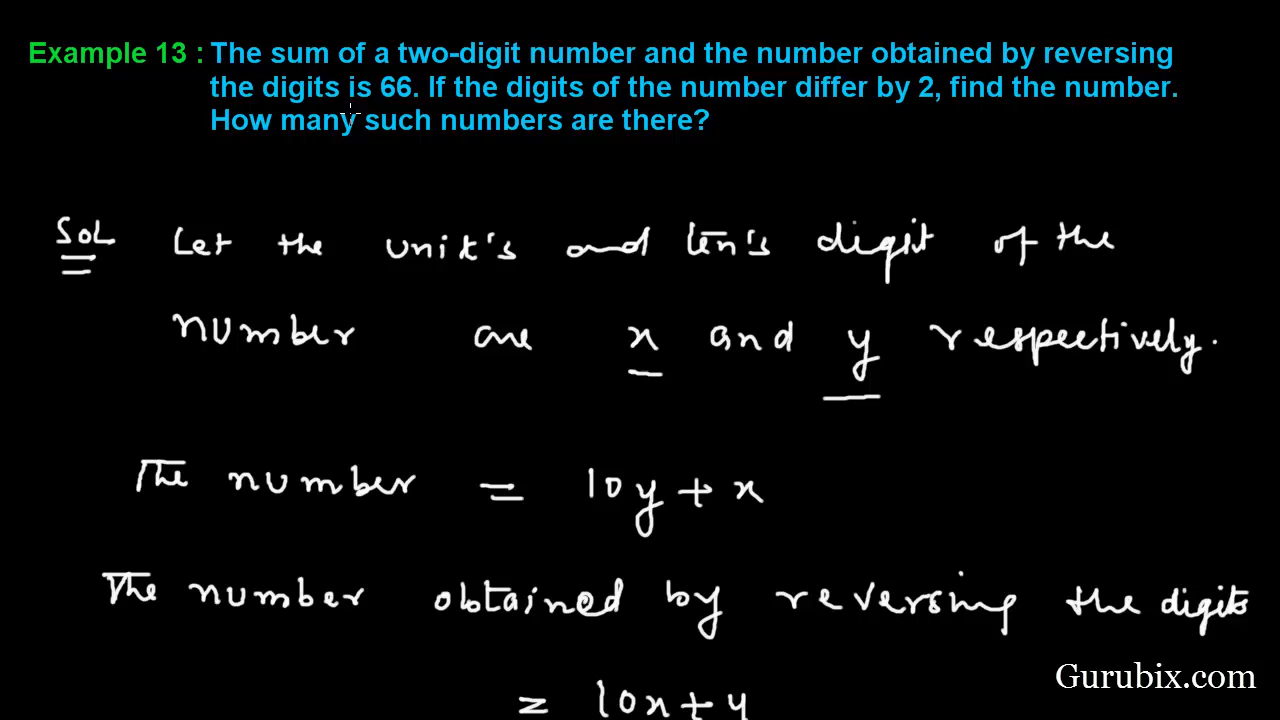 Example 13 : The sum of a two-digit number and the number obtained by reversing
the digits is 66. If the digits of the number differ by 2, find the number.
How many such numbers are there?
Sol Let the unit's and ten's digit of the
number are x and y respectively.
The number = 10y + x
The number obtained by reversing the digits
= 10x + y
Gurubix.com